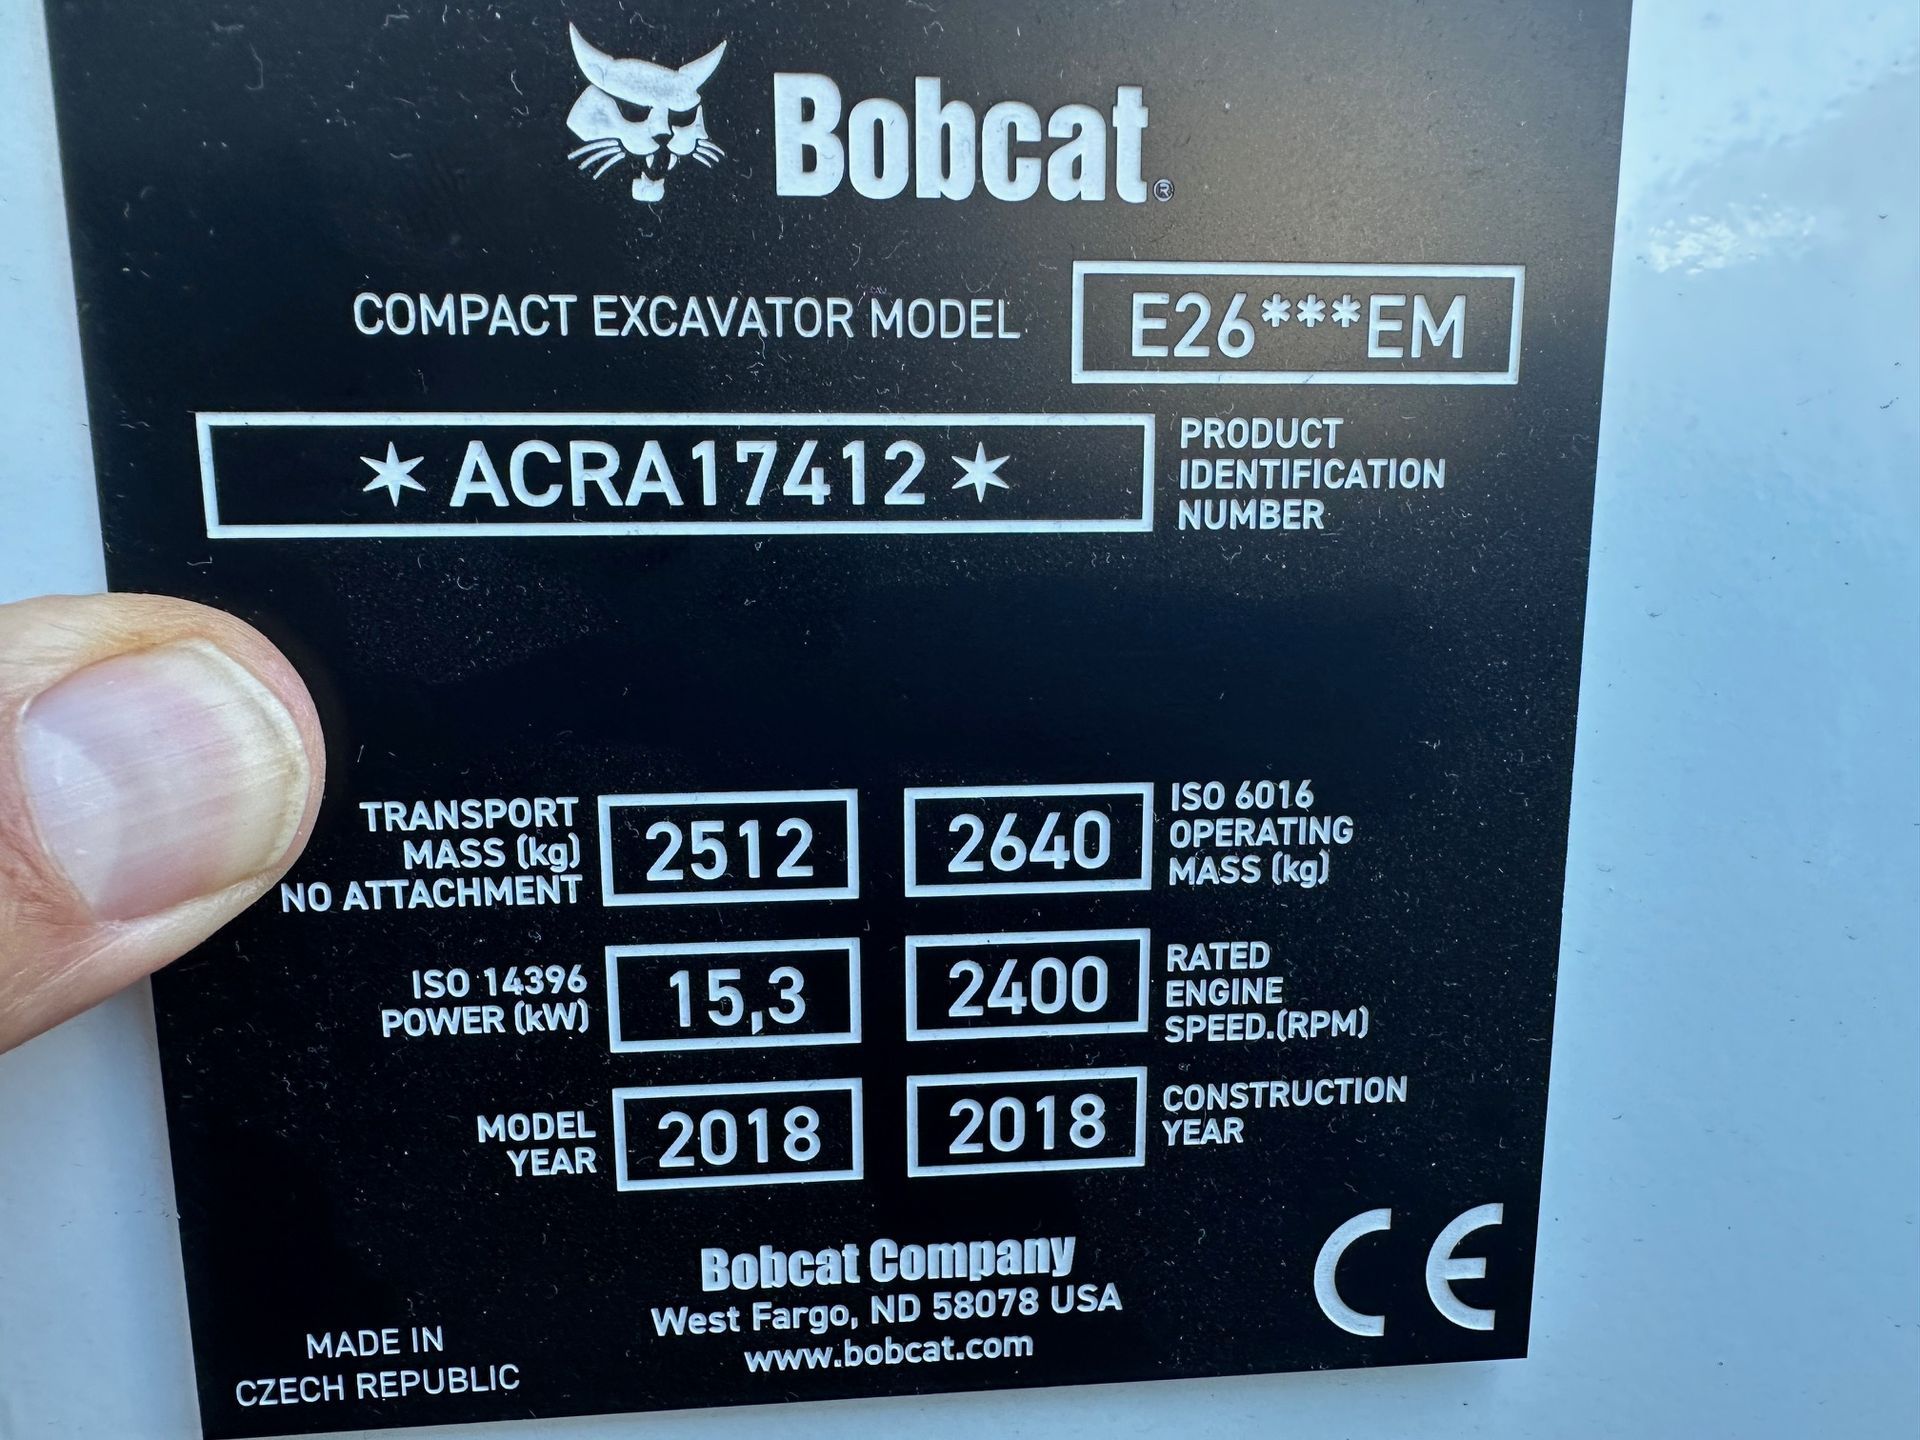 Bobcat®
COMPACT EXCAVATOR MODEL E26***EM
*ACRA17412* PRODUCT
IDENTIFICATION
NUMBER
TRANSPORT
MASS (kg)
NO ATTACHMENT
2512
2640
ISO 6016
OPERATING
MASS (kg)
ISO 14396
POWER (kW)
15,3
2400
RATED
ENGINE
SPEED.(RPM)
MODEL
YEAR
2018
2018
CONSTRUCTION
YEAR
Bobcat Company
West Fargo, ND 58078 USA
www.bobcat.com
CE
MADE IN
CZECH REPUBLIC